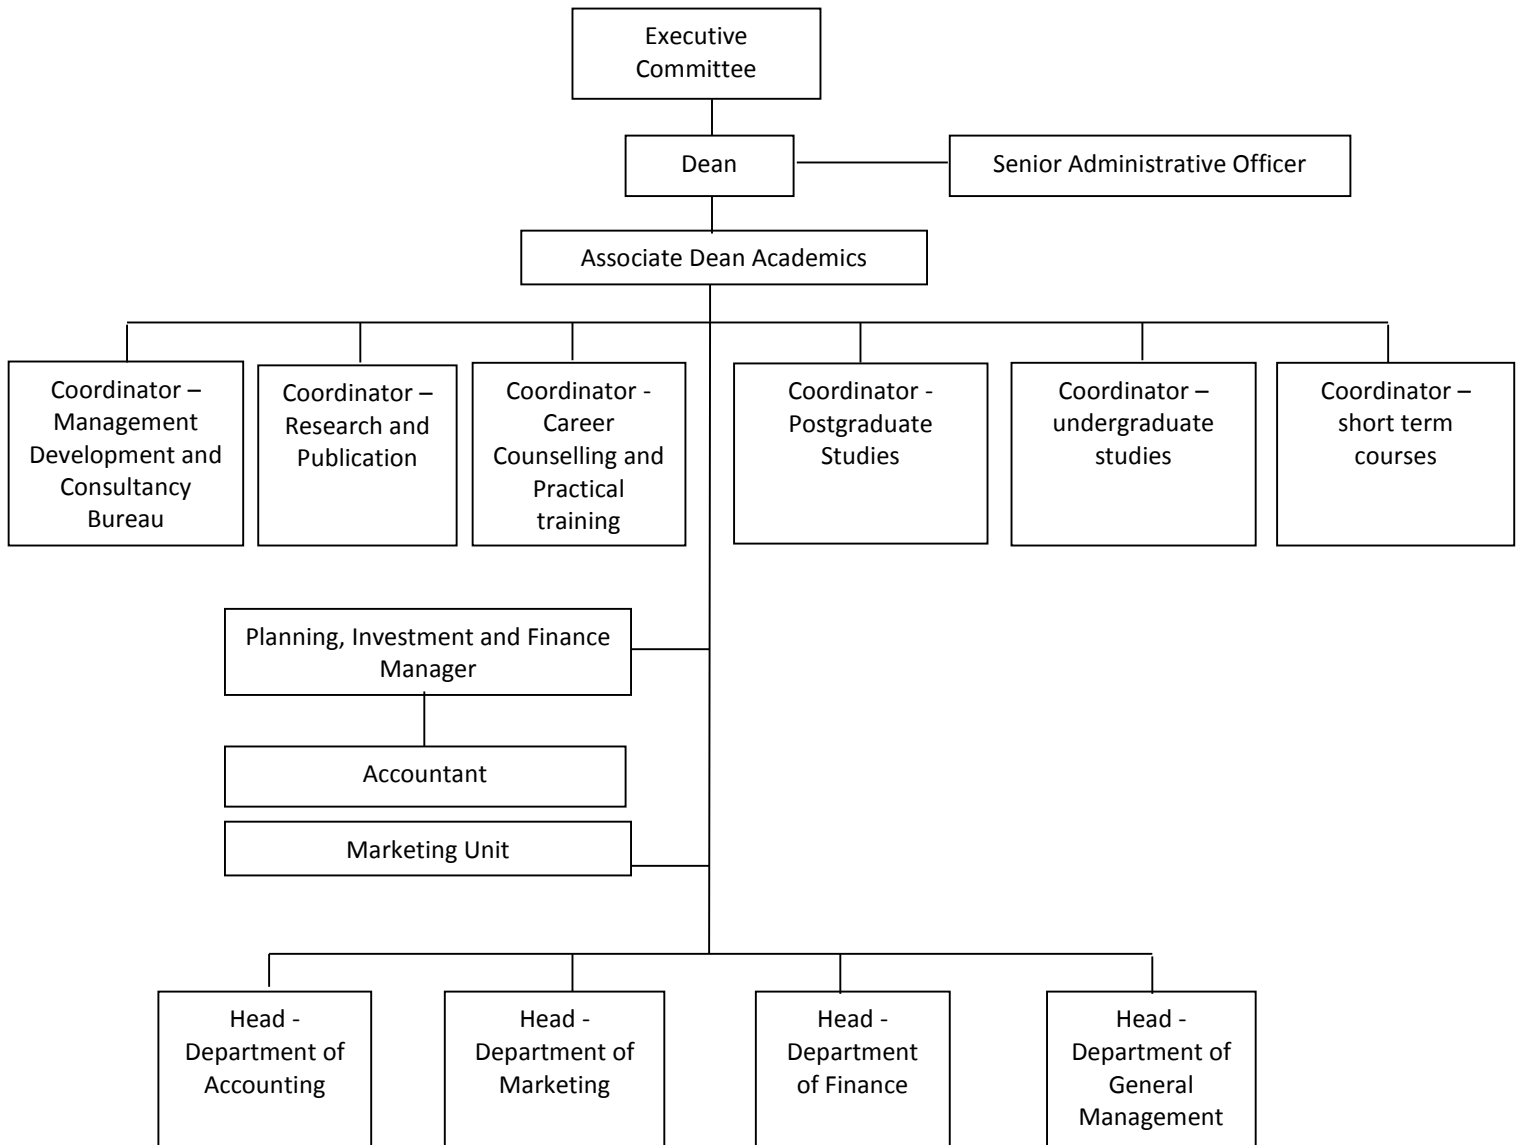 Executive
Committee
Dean
Senior Administrative Officer
Associate Dean Academics
Coordinator –
Management
Development and
Consultancy
Bureau
Coordinator –
Research and
Publication
Coordinator -
Career
Counselling and
Practical
training
Coordinator -
Postgraduate
Studies
Coordinator –
undergraduate
studies
Coordinator –
short term
courses
Planning, Investment and Finance
Manager
Accountant
Marketing Unit
Head -
Department of
Accounting
Head -
Department of
Marketing
Head -
Department
of Finance
Head -
Department of
General
Management